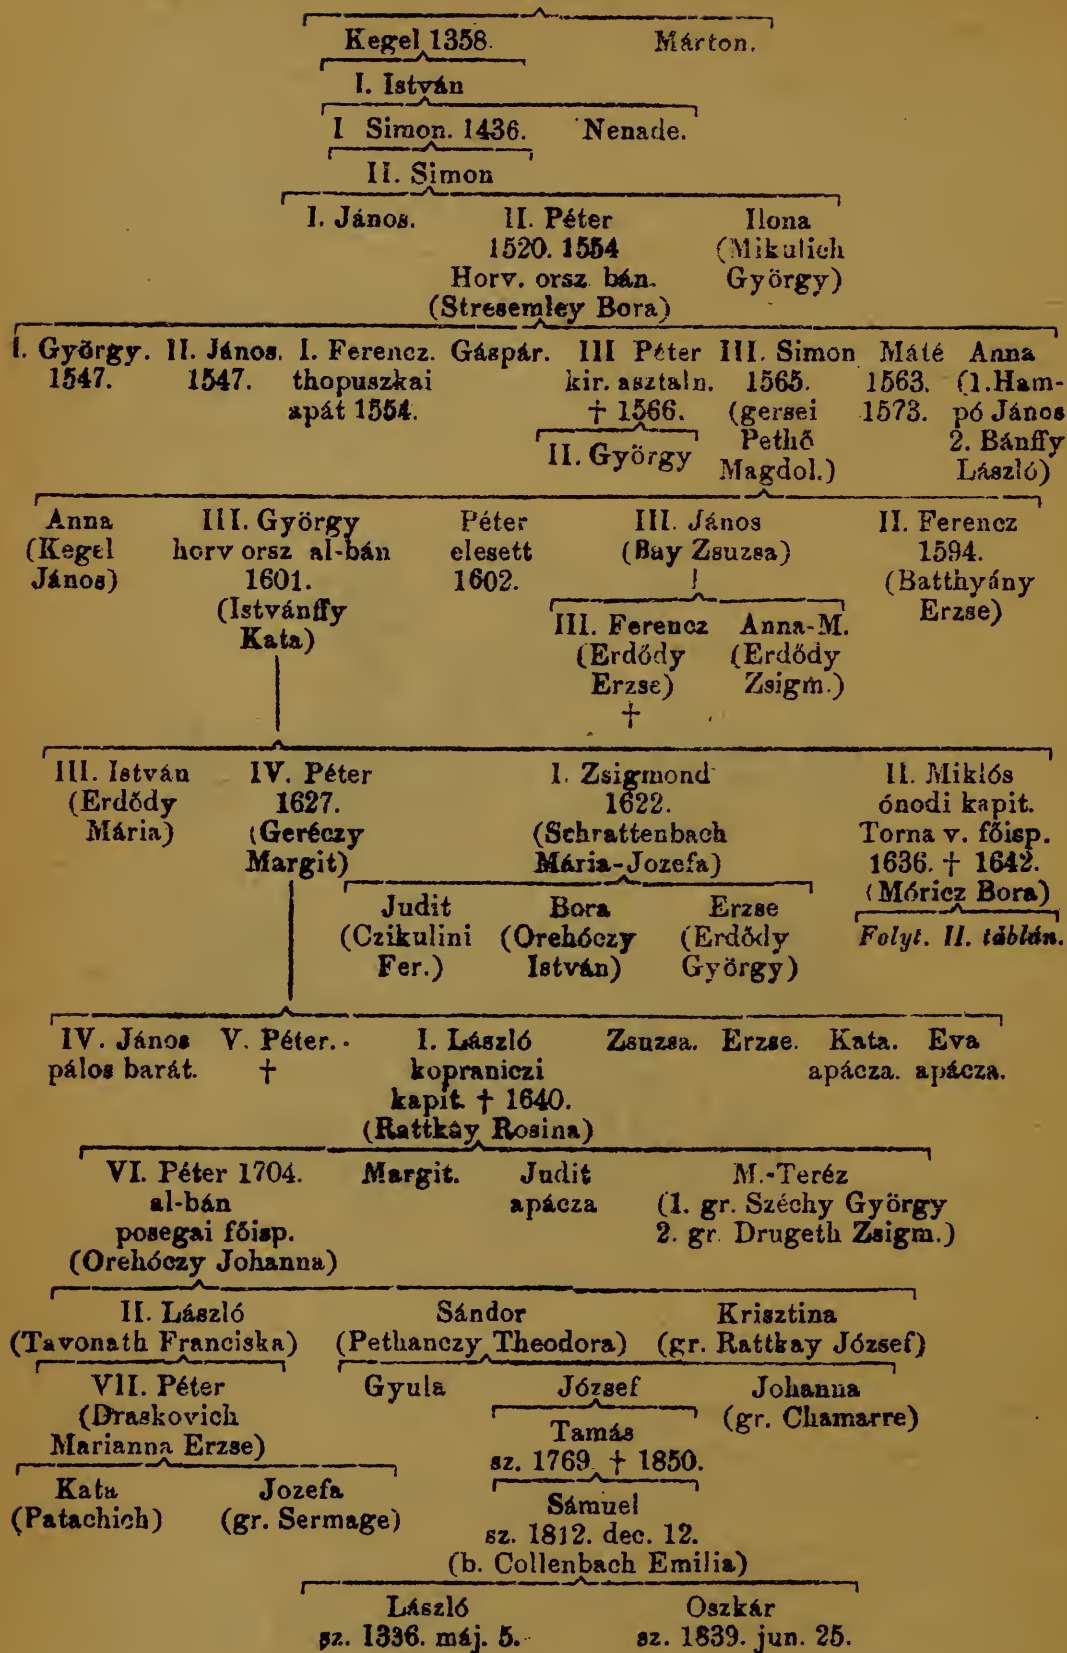 Kegel 1358. Márton.
I. István
I Simon. 1436. Nenade.
II. Simon
I. János. II. Péter Ilona
1520. 1554 (Mikulich
Horv. orsz. bán. György)
(Stresemley Bora)
I. György. II. János. I. Ferencz. Gáspár. III Péter III. Simon Máté Anna
1547. 1547. thopuszkai kir. asztaln. 1565. 1563. (1.Ham-
apát 1554. † 1566. (gersei 1573. pó János
II. György Pethő 2. Bánffy
Magdol.) László)
Anna III. György Péter III. János II. Ferencz
(Kegel horv orsz al-bán elesett (Bay Zsuzsa) 1594.
János) 1601. 1602. (Batthyány
(Istvánffy Erzse)
Kata) III. Ferencz Anna-M.
(Erdődy (Erdődy
Erzse) Zsigm.)
†
III. István IV. Péter I. Zsigmond II. Miklós
(Erdődy 1627. 1622. ónodi kapit.
Mária) (Geréczy (Schrattenbach Torna v. főisp.
Margit) Mária-Jozefa) 1636. † 1642.
(Móricz Bora)
Judit Bora Erzse
(Czikulini (Orehóczy (Erdődy Folyt. II. táblán.
Fer.) István) György)
IV. János V. Péter. I. László Zsuzsa. Erzse. Kata. Eva
pálos barát. † kopraniczi apácza. apácza.
kapit. † 1640.
(Rattkay Rosina)
VI. Péter 1704. Margit. Judit M.-Teréz
al-bán apácza (1. gr. Széchy György
posegai főisp. 2. gr. Drugeth Zsigm.)
(Orehóczy Johanna)
II. László Sándor Krisztina
(Tavonath Franciska) (Pethanczy Theodora) (gr. Rattkay József)
VII. Péter Gyula József Johanna
(Draskovich (gr. Chamarre)
Marianna Erzse) Tamás
sz. 1769. † 1850.
Kata Jozefa Sámuel
(Patachich) (gr. Sermage) sz. 1812. dec. 12.
(b. Collenbach Emilia)
László Oszkár
sz. 1336. máj. 5. sz. 1839. jun. 25.